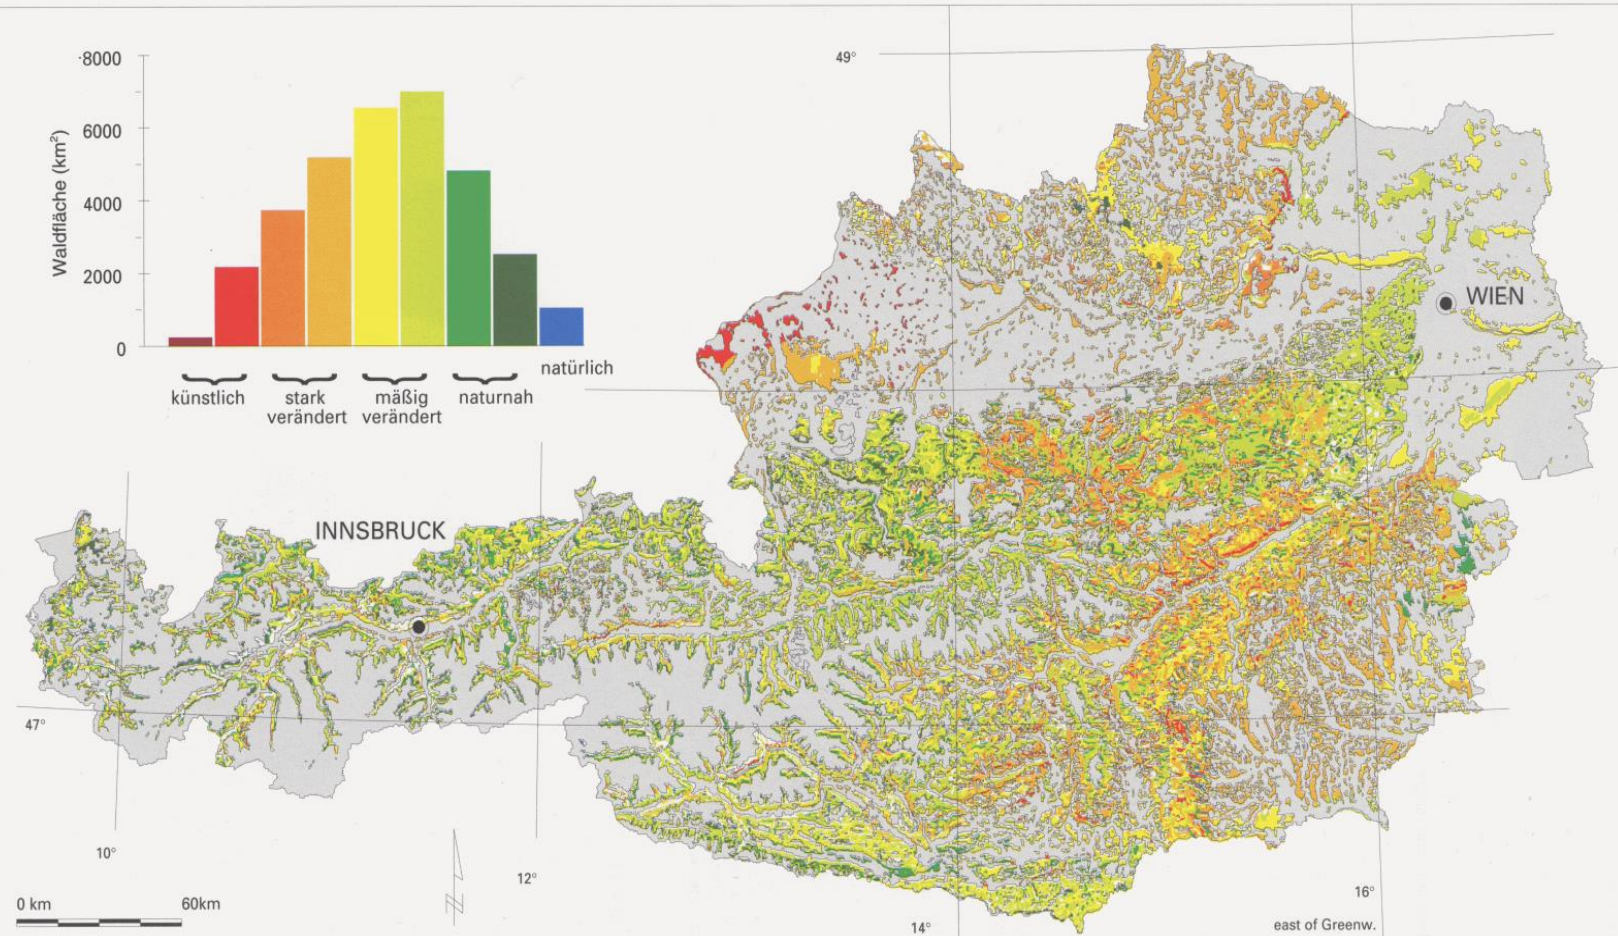 8000
6000
4000
2000
0
Waldfläche (km²)
künstlich
stark
verändert
mäßig
verändert
naturnah
natürlich
49°
WIEN
INNSBRUCK
47°
10°
12°
14°
16°
0 km 60km
east of Greenw.